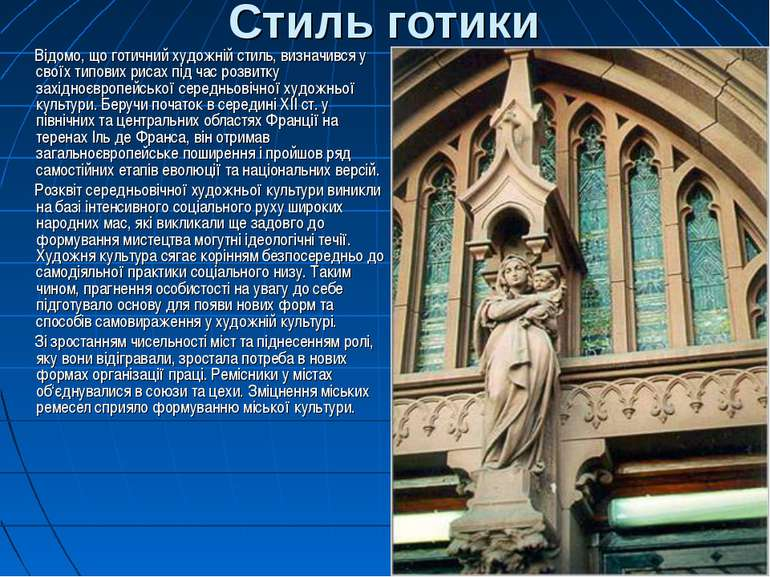 Стиль готики
Відомо, що готичний художній стиль, визначився у
своїх типових рисах під час розвитку
західноєвропейської середньовічної художньої
культури. Беручи початок в середині XII ст. у
північних та центральних областях Франції на
теренах Іль де Франса, він отримав
загальноєвропейське поширення і пройшов ряд
самостійних етапів еволюції та національних версій.
Розквіт середньовічної художньої культури виникли
на базі інтенсивного соціального руху широких
народних мас, які викликали ще задовго до
формування мистецтва могутні ідеологічні течії.
Художня культура сягає корінням безпосередньо до
самодіяльної практики соціального низу. Таким
чином, прагнення особистості на увагу до себе
підготувало основу для появи нових форм та
способів самовираження у художній культурі.
Зі зростанням чисельності міст та піднесенням ролі,
яку вони відігравали, зростала потреба в нових
формах організації праці. Ремісники у містах
об'єднувалися в союзи та цехи. Зміцнення міських
ремесел сприяло формуванню міської культури.